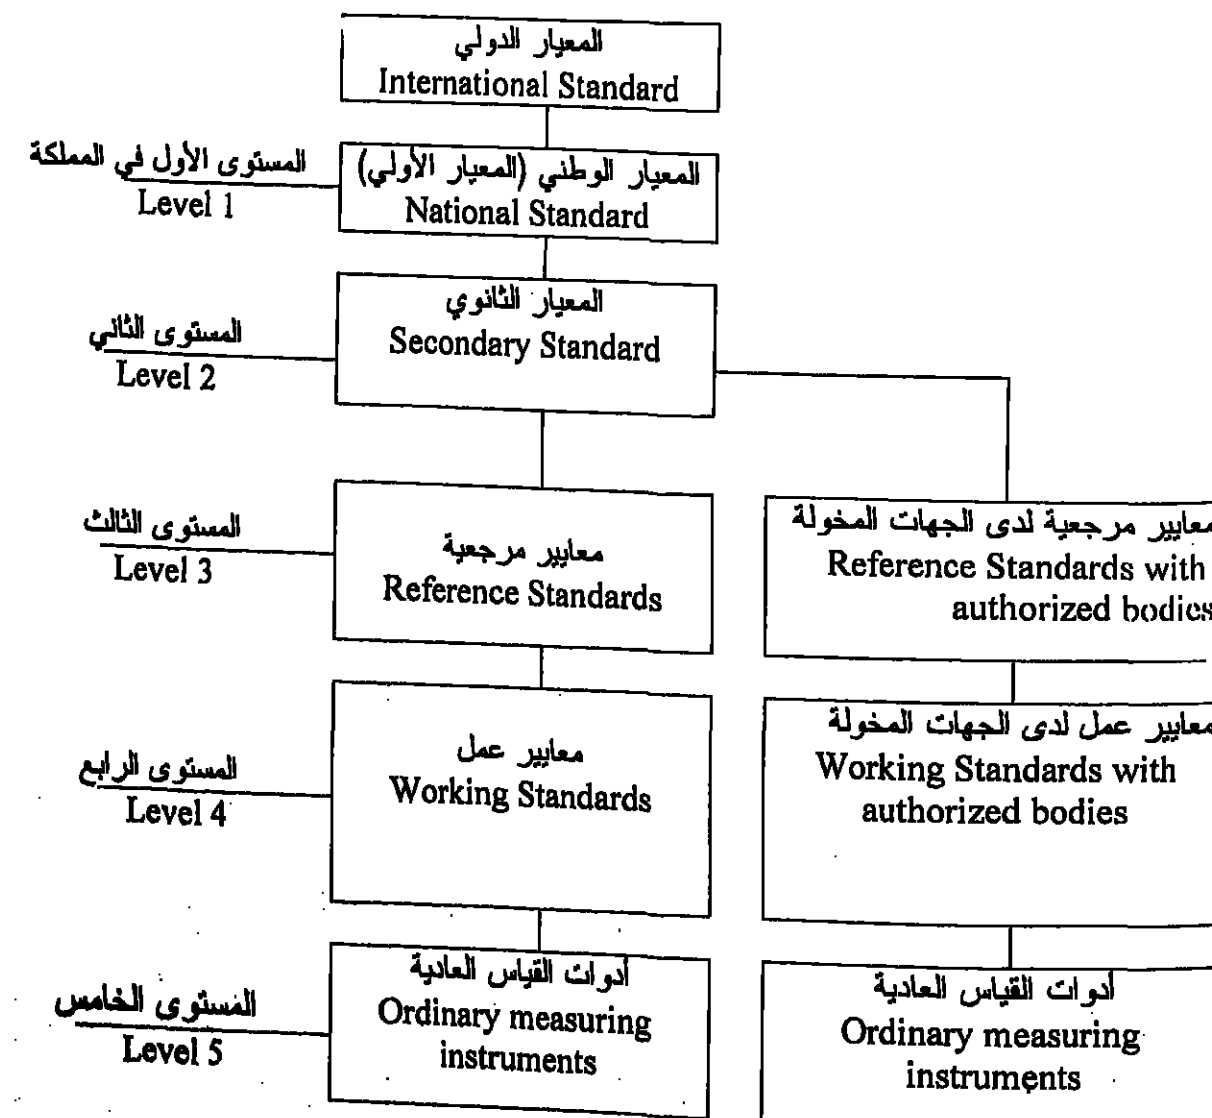 المعيار الدولي
International Standard
المستوى الأول في المملكة
Level 1
المعيار الوطني (المعيار الأولي)
National Standard
المستوى الثاني
Level 2
المعيار الثانوي
Secondary Standard
المستوى الثالث
Level 3
معايير مرجعية
Reference Standards
معايير مرجعية لدى الجهات المخولة
Reference Standards with
authorized bodies
المستوى الرابع
Level 4
معايير عمل
Working Standards
معايير عمل لدى الجهات المخولة
Working Standards with
authorized bodies
المستوى الخامس
Level 5
أدوات القياس العادية
Ordinary measuring
instruments
أدوات القياس العادية
Ordinary measuring
instruments